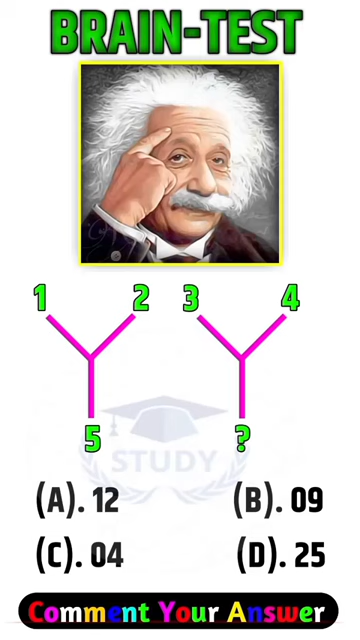 BRAIN-TEST
1 2 3 4
5 ?
STUDY
(A). 12 (B). 09
(C). 04 (D). 25
Comment Your Answer